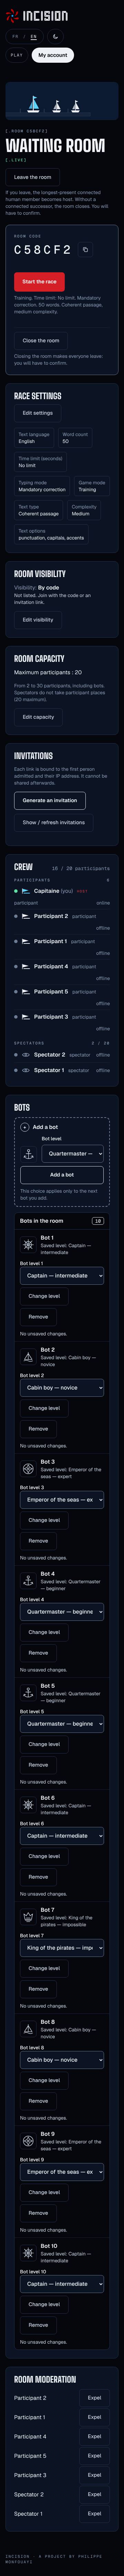 INCISION
FR / EN
PLAY
My account
[.ROOM C58CF2]
WAITING ROOM
[.LIVE]
Leave the room
If you leave, the longest-present connected
human member becomes host. Without a
connected successor, the room closes. You will
have to confirm.
ROOM CODE
C58CF2
Start the race
Training. Time limit: No limit. Mandatory
correction. 50 words. Coherent passage,
medium complexity.
Close the room
Closing the room makes everyone leave:
you will have to confirm.
RACE SETTINGS
Edit settings
Text language
English
Word count
50
Time limit (seconds)
No limit
Typing mode
Mandatory correction
Game mode
Training
Text type
Coherent passage
Complexity
Medium
Text options
punctuation, capitals, accents
ROOM VISIBILITY
Visibility: By code
Not listed. Join with the code or an
invitation link.
Edit visibility
ROOM CAPACITY
Maximum participants : 20
From 2 to 30 participants, including bots.
Spectators do not take participant places
(20 maximum).
Edit capacity
INVITATIONS
Each link is bound to the first person
admitted and their IP address. It cannot be
shared afterwards.
Generate an invitation
Show / refresh invitations
CREW
16 / 20 participants
PARTICIPANTS
6
Capitaine (you) HOST
participant online
Participant 2 participant
offline
Participant 1 participant
offline
Participant 4 participant
offline
Participant 5 participant
offline
Participant 3 participant
offline
SPECTATORS
2 / 20
Spectator 2 spectator offline
Spectator 1 spectator offline
BOTS
Add a bot
Bot level
Quartermaster —
Add a bot
This choice applies only to the next
bot you add.
Bots in the room 10
Bot 1
Saved level: Captain —
intermediate
Bot level 1
Captain — intermediate
Change level
Remove
No unsaved changes.
Bot 2
Saved level: Cabin boy —
novice
Bot level 2
Cabin boy — novice
Change level
Remove
No unsaved changes.
Bot 3
Saved level: Emperor of the
seas — expert
Bot level 3
Emperor of the seas — ex
Change level
Remove
No unsaved changes.
Bot 4
Saved level: Quartermaster
— beginner
Bot level 4
Quartermaster — beginne
Change level
Remove
No unsaved changes.
Bot 5
Saved level: Quartermaster
— beginner
Bot level 5
Quartermaster — beginne
Change level
Remove
No unsaved changes.
Bot 6
Saved level: Captain —
intermediate
Bot level 6
Captain — intermediate
Change level
Remove
No unsaved changes.
Bot 7
Saved level: King of the
pirates — impossible
Bot level 7
King of the pirates — impo
Change level
Remove
No unsaved changes.
Bot 8
Saved level: Cabin boy —
novice
Bot level 8
Cabin boy — novice
Change level
Remove
No unsaved changes.
Bot 9
Saved level: Emperor of the
seas — expert
Bot level 9
Emperor of the seas — ex
Change level
Remove
No unsaved changes.
Bot 10
Saved level: Captain —
intermediate
Bot level 10
Captain — intermediate
Change level
Remove
No unsaved changes.
ROOM MODERATION
Participant 2 Expel
Participant 1 Expel
Participant 4 Expel
Participant 5 Expel
Participant 3 Expel
Spectator 2 Expel
Spectator 1 Expel
INCISION · A PROJECT BY PHILIPPE